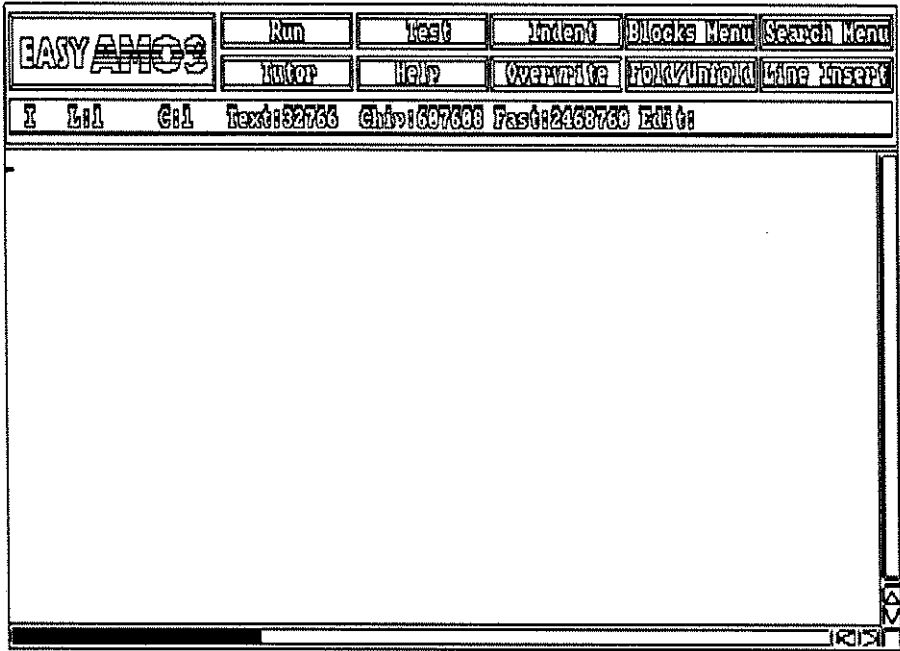 EASY AMOS
Run Test Indent Blocks Menu Search Menu
Tutor Help Overwrite Fold/Unfold Line Insert
I L:1 C:1 Text:32766 Chip:607608 Fast:2468760 Edit: